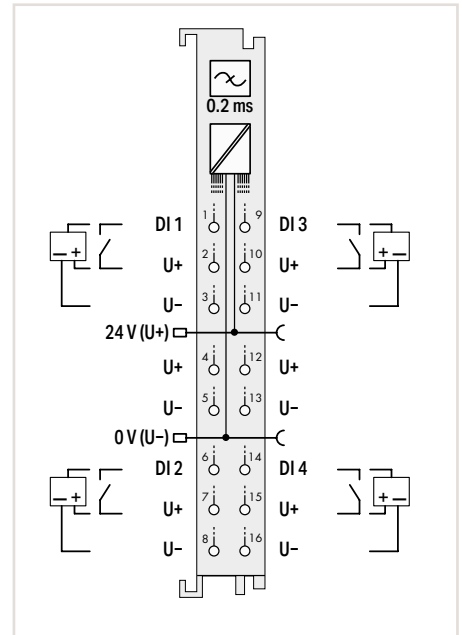 0.2 ms
DI 1 1 9 DI 3
− + U+ 2 10 U+ − +
U− 3 11 U−
24 V (U+)
U+ 4 12 U+
U− 5 13 U−
0 V (U−)
DI 2 6 14 DI 4
− + U+ 7 15 U+ − +
U− 8 16 U−